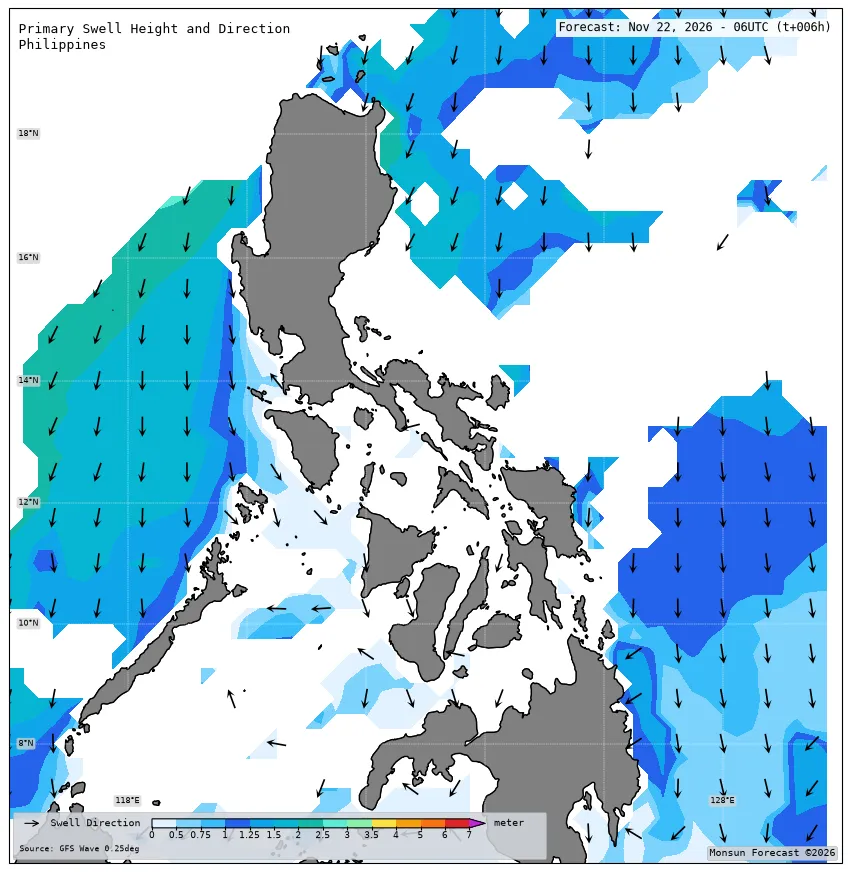 Primary Swell Height and Direction
Philippines
Forecast: Nov 22, 2026 - 06UTC (t+006h)
18°N
16°N
14°N
12°N
10°N
8°N
118°E
128°E
Swell Direction
0 0.5 0.75 1 1.25 1.5 2 2.5 3 3.5 4 5 6 7
meter
Source: GFS Wave 0.25deg
Monsun Forecast ©2026